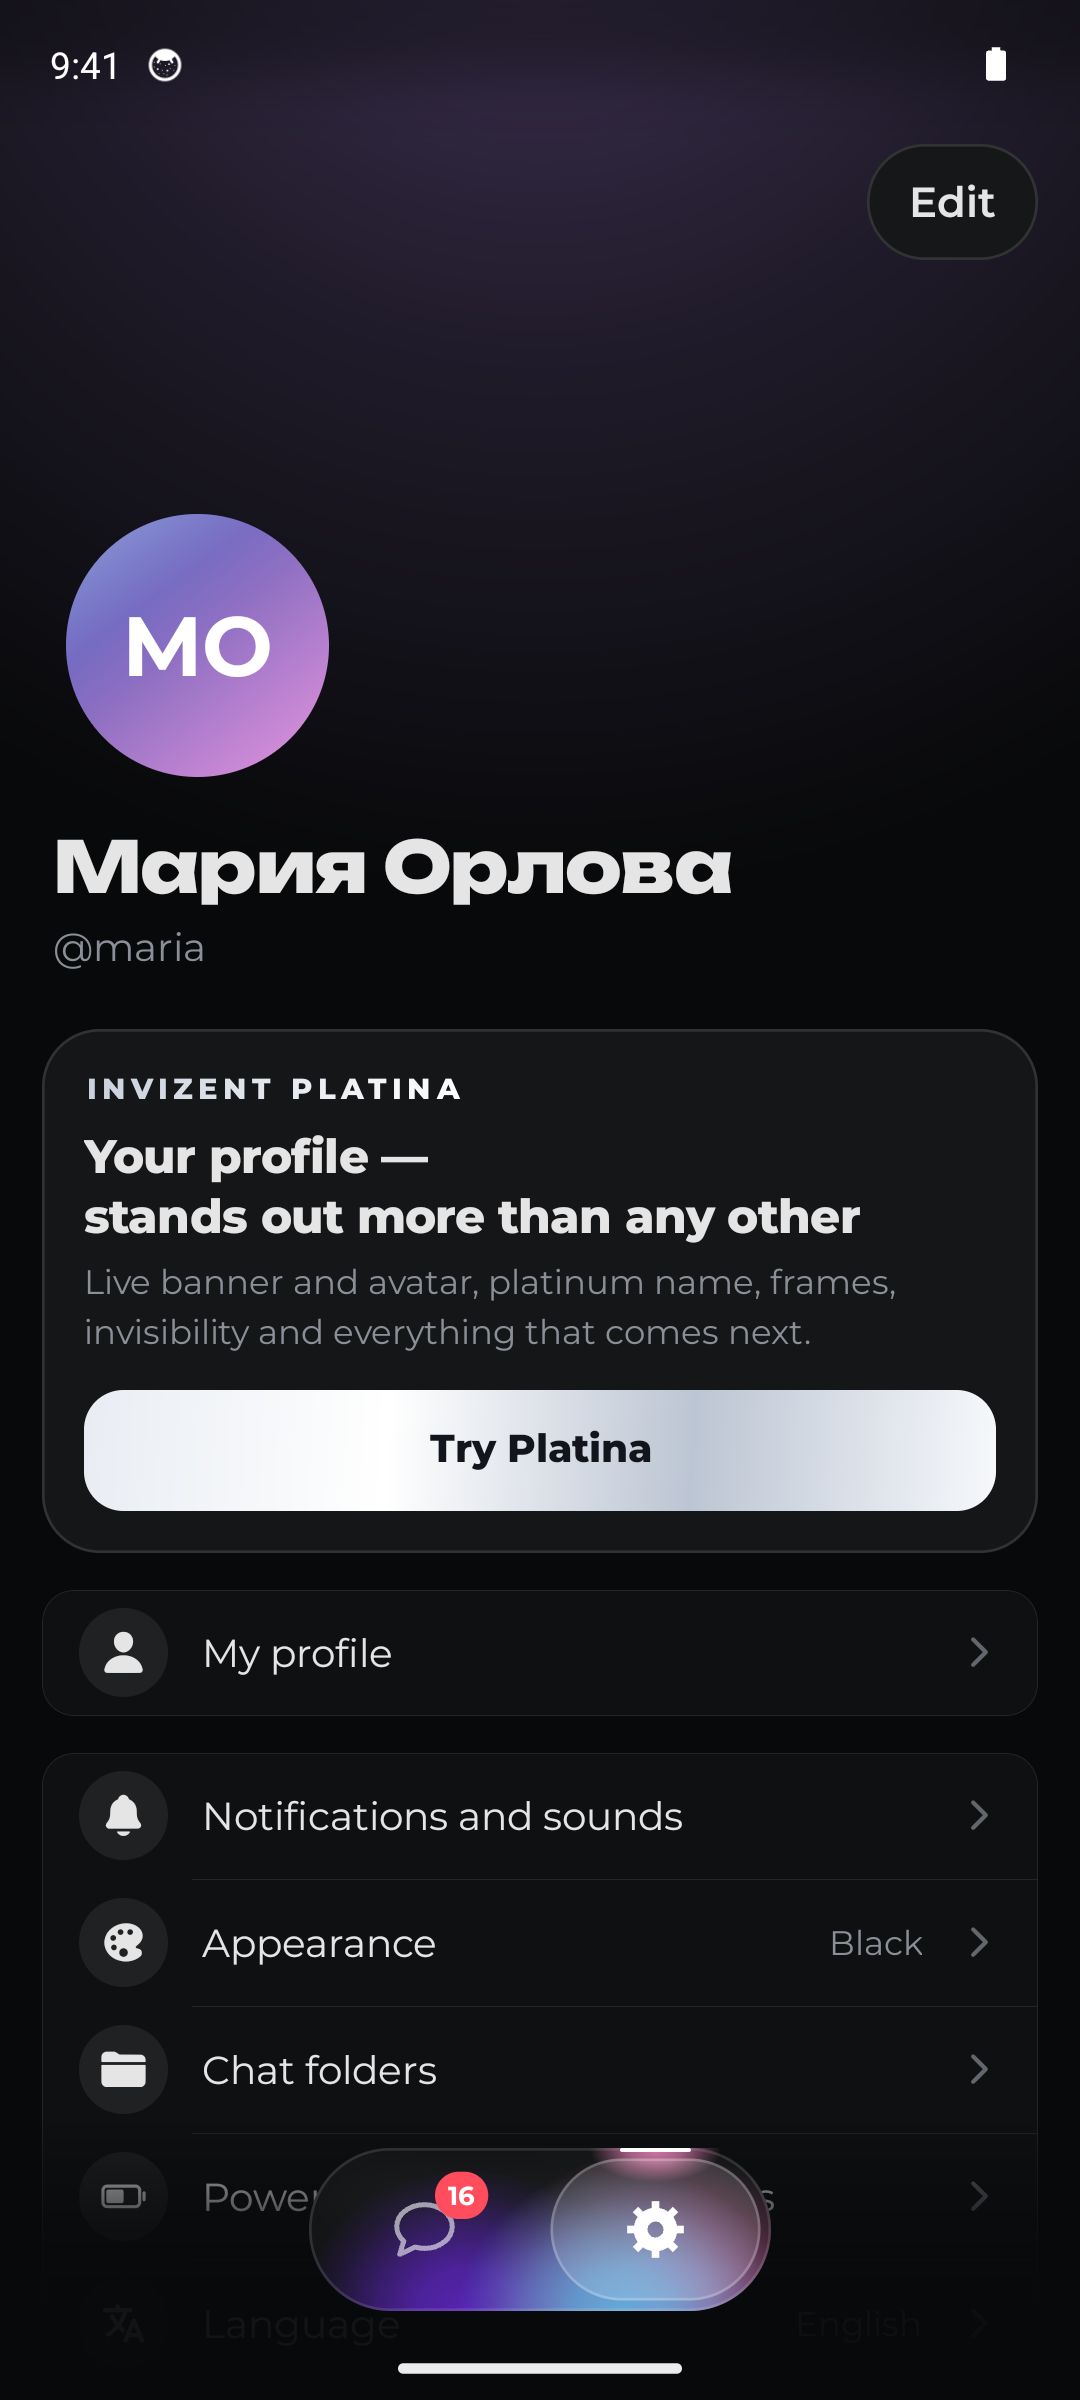 9:41
Edit
MO
Мария Орлова
@maria
INVIZENT PLATINA
Your profile —
stands out more than any other
Live banner and avatar, platinum name, frames,
invisibility and everything that comes next.
Try Platina
My profile
Notifications and sounds
Appearance Black
Chat folders
16
Language English